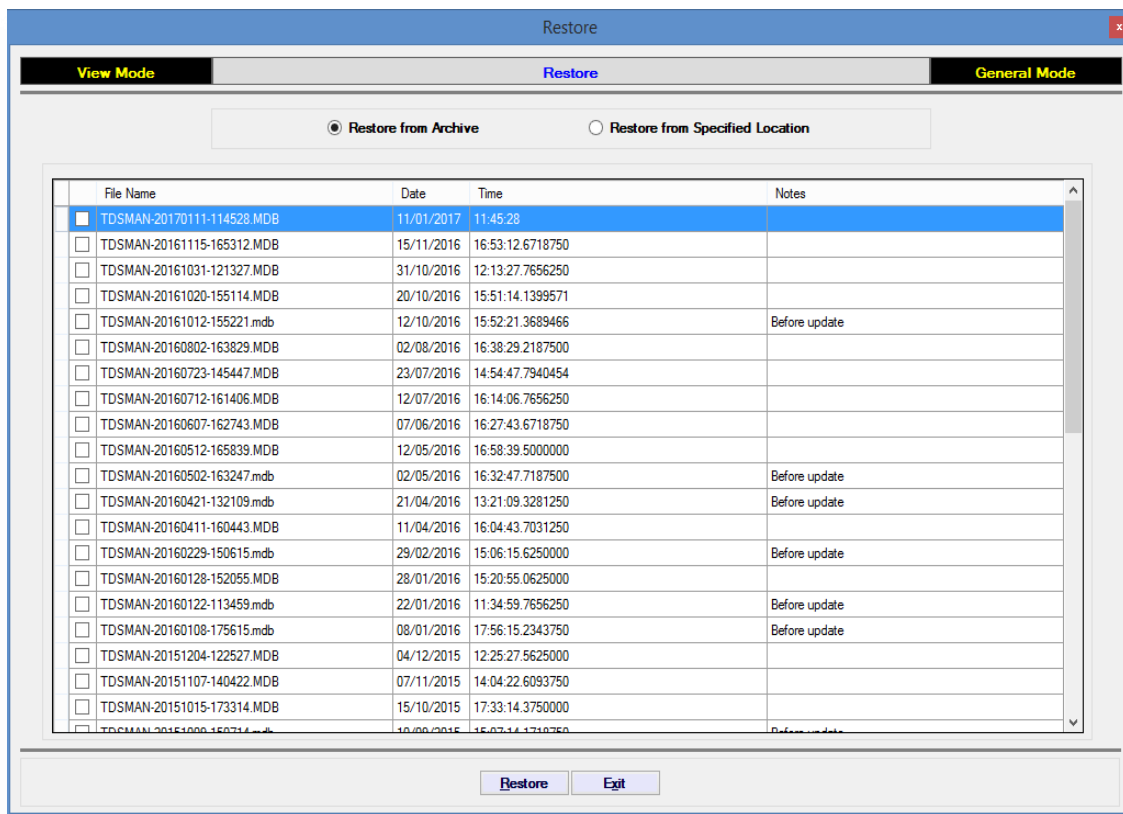 Restore
x
View Mode Restore General Mode
Restore from Archive Restore from Specified Location
File Name Date Time Notes
TDSMAN-20170111-114528.MDB 11/01/2017 11:45:28
TDSMAN-20161115-165312.MDB 15/11/2016 16:53:12.6718750
TDSMAN-20161031-121327.MDB 31/10/2016 12:13:27.7656250
TDSMAN-20161020-155114.MDB 20/10/2016 15:51:14.1399571
TDSMAN-20161012-155221.mdb 12/10/2016 15:52:21.3689466 Before update
TDSMAN-20160802-163829.MDB 02/08/2016 16:38:29.2187500
TDSMAN-20160723-145447.MDB 23/07/2016 14:54:47.7940454
TDSMAN-20160712-161406.MDB 12/07/2016 16:14:06.7656250
TDSMAN-20160607-162743.MDB 07/06/2016 16:27:43.6718750
TDSMAN-20160512-165839.MDB 12/05/2016 16:58:39.5000000
TDSMAN-20160502-163247.mdb 02/05/2016 16:32:47.7187500 Before update
TDSMAN-20160421-132109.mdb 21/04/2016 13:21:09.3281250 Before update
TDSMAN-20160411-160443.MDB 11/04/2016 16:04:43.7031250
TDSMAN-20160229-150615.mdb 29/02/2016 15:06:15.6250000 Before update
TDSMAN-20160128-152055.MDB 28/01/2016 15:20:55.0625000
TDSMAN-20160122-113459.mdb 22/01/2016 11:34:59.7656250 Before update
TDSMAN-20160108-175615.mdb 08/01/2016 17:56:15.2343750 Before update
TDSMAN-20151204-122527.MDB 04/12/2015 12:25:27.5625000
TDSMAN-20151107-140422.MDB 07/11/2015 14:04:22.6093750
TDSMAN-20151015-173314.MDB 15/10/2015 17:33:14.3750000
Before update
Restore Exit